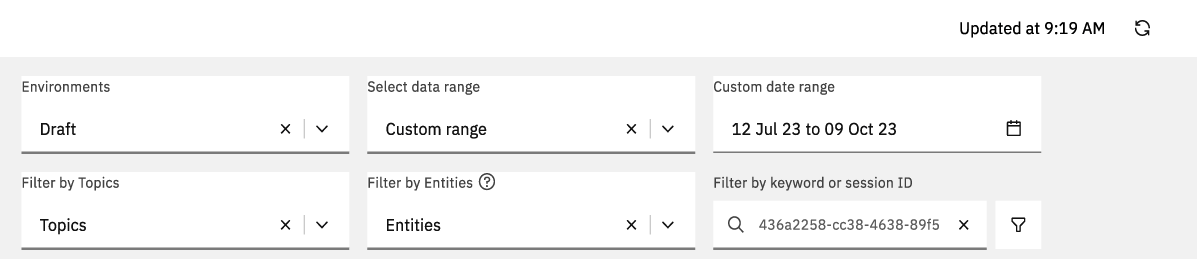 Updated at 9:19 AM
Environments
Select data range
Custom date range
Draft
Custom range
12 Jul 23 to 09 Oct 23
Filter by Topics
Filter by Entities
Filter by keyword or session ID
Topics
Entities
436a2258-cc38-4638-89f5